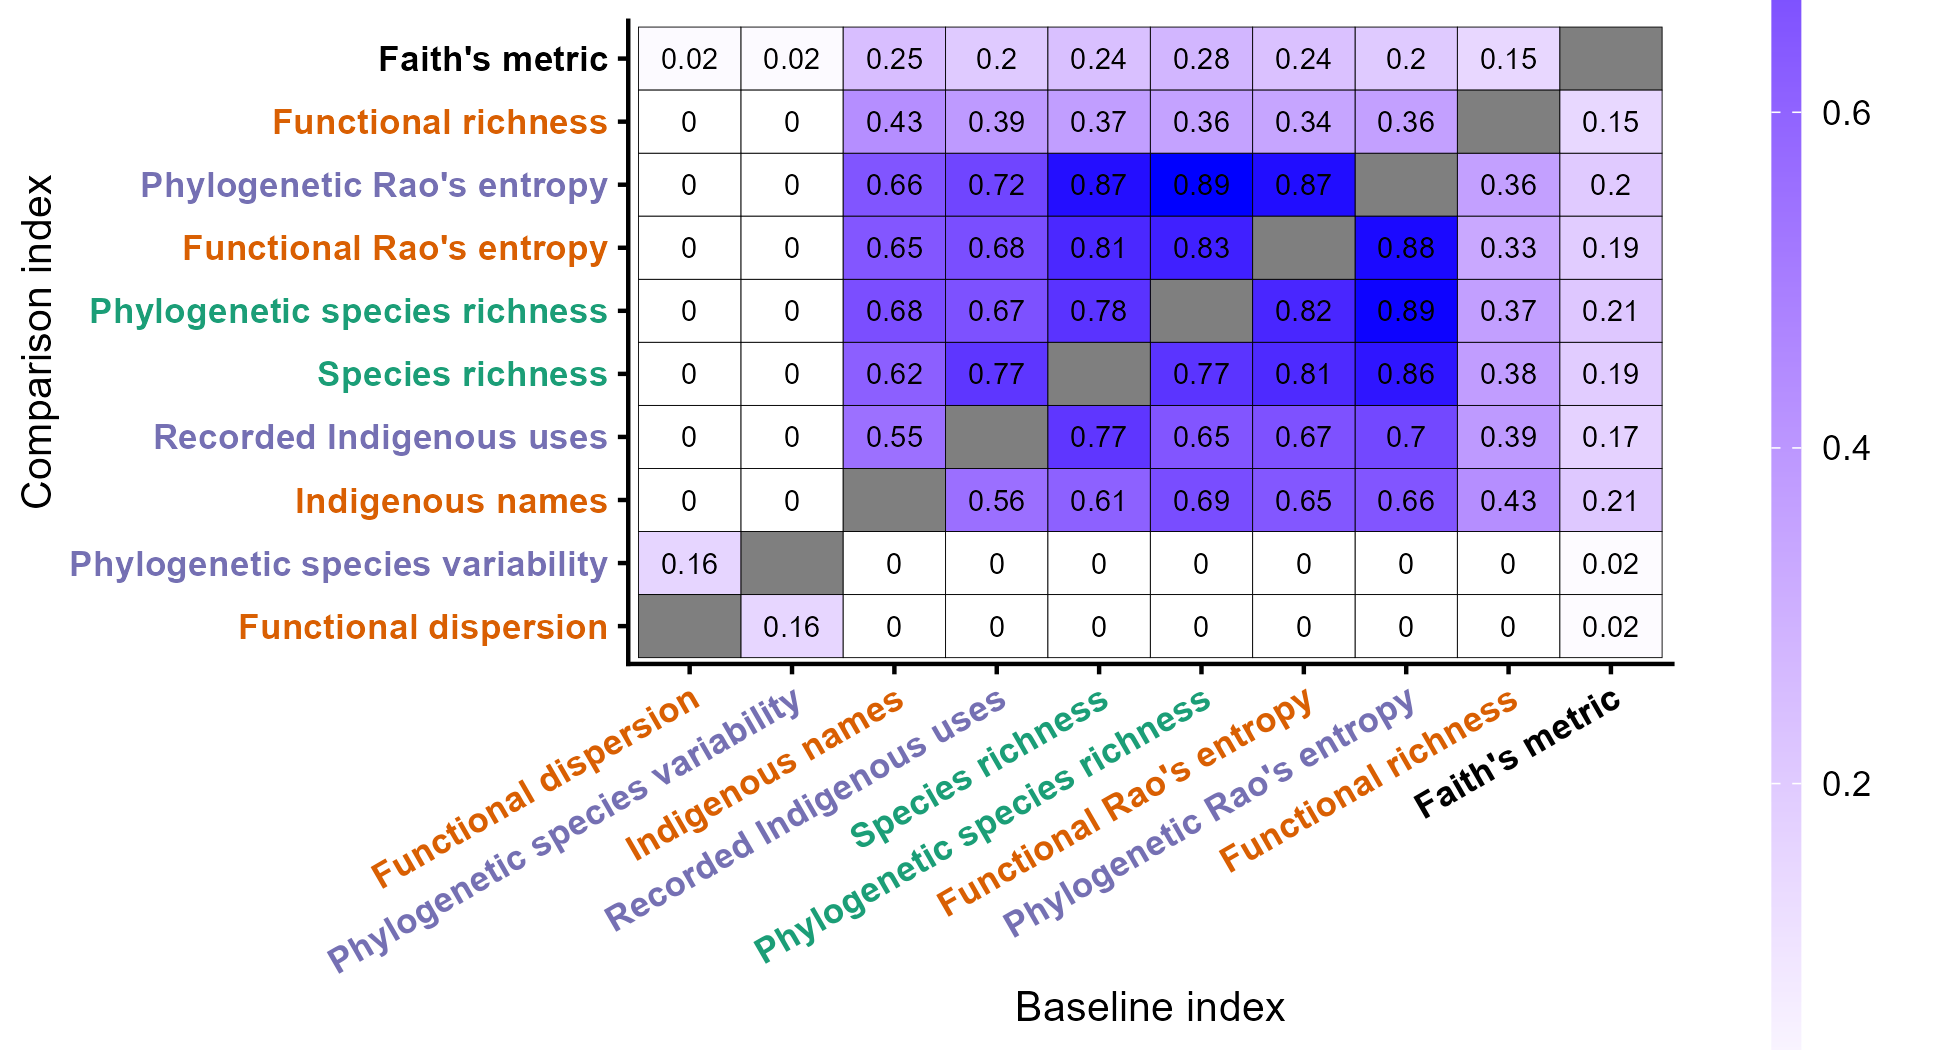 Faith's metric 0.02 0.02 0.25 0.2 0.24 0.28 0.24 0.2 0.15
Functional richness 0 0 0.43 0.39 0.37 0.36 0.34 0.36 0.15
Phylogenetic Rao's entropy 0 0 0.66 0.72 0.87 0.89 0.87 0.36 0.2
Functional Rao's entropy 0 0 0.65 0.68 0.81 0.83 0.88 0.33 0.19
Phylogenetic species richness 0 0 0.68 0.67 0.78 0.82 0.89 0.37 0.21
Species richness 0 0 0.62 0.77 0.77 0.81 0.86 0.38 0.19
Recorded Indigenous uses 0 0 0.55 0.77 0.65 0.67 0.7 0.39 0.17
Indigenous names 0 0 0.56 0.61 0.69 0.65 0.66 0.43 0.21
Phylogenetic species variability 0.16 0 0 0 0 0 0 0 0.02
Functional dispersion 0.16 0 0 0 0 0 0 0 0.02
Comparison index
Functional dispersion
Phylogenetic species variability
Indigenous names
Recorded Indigenous uses
Species richness
Phylogenetic species richness
Functional Rao's entropy
Phylogenetic Rao's entropy
Functional richness
Faith's metric
Baseline index
0.6
0.4
0.2